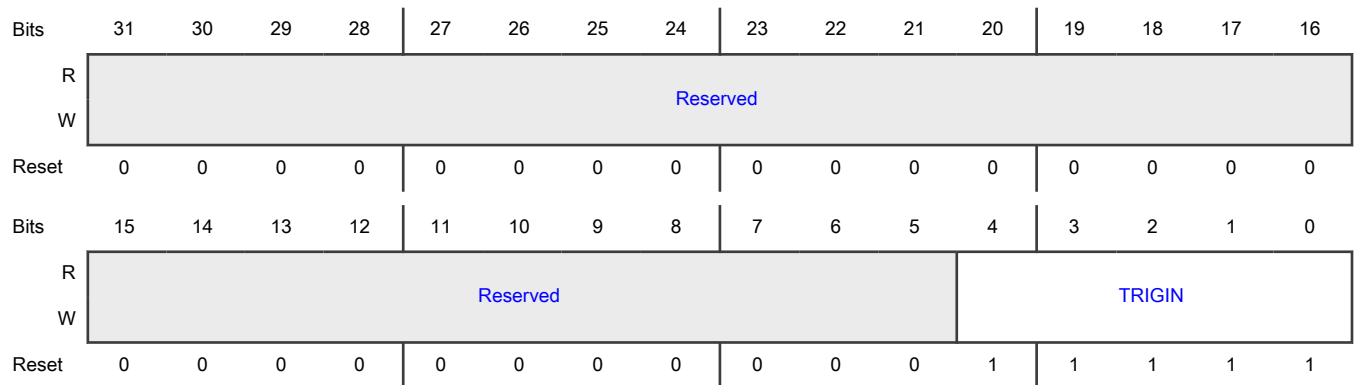 Bits 31 30 29 28 27 26 25 24 23 22 21 20 19 18 17 16
R
Reserved
W
Reset 0 0 0 0 0 0 0 0 0 0 0 0 0 0 0 0
Bits 15 14 13 12 11 10 9 8 7 6 5 4 3 2 1 0
R
Reserved TRIGIN
W
Reset 0 0 0 0 0 0 0 0 0 0 0 1 1 1 1 1